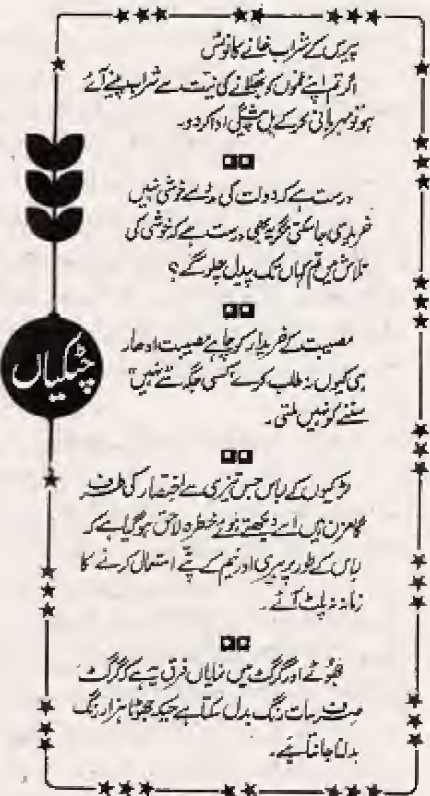 پیرس کے شراب خانے کا نوٹس
اگر تم اپنے غموں کو بھلانے کی نیت سے شراب پینے آئے
ہو تو مہربانی کر کے بل پیشگی ادا کر دو۔
درست ہے کہ دولت کی وجہ سے خوشی نہیں
خریدی جا سکتی مگر یہ بھی درست ہے کہ خوشی کی
تلاش میں تم کہاں تک پیدل چلو گے؟
چٹکیاں
مصیبت کے خریدار کو چاہے مصیبت ادھار
ہی کیوں نہ طلب کرے کسی جگہ سے "نہیں"
سننے کو نہیں ملتی۔
لڑکیوں کے لباس جس تیزی سے اختصار کی طرف
گامزن ہیں اسے دیکھتے ہوئے خطرہ لاحق ہو گیا ہے کہ
لباس کے طور پر بیری اور نیم کے پتے استعمال کرنے کا
زمانہ نہ پلٹ آئے۔
جھوٹے اور گرگٹ میں نمایاں فرق یہ ہے کہ گرگٹ
صرف سات رنگ بدل سکتا ہے جبکہ جھوٹا ہزار رنگ
بدلنا جانتا ہے۔